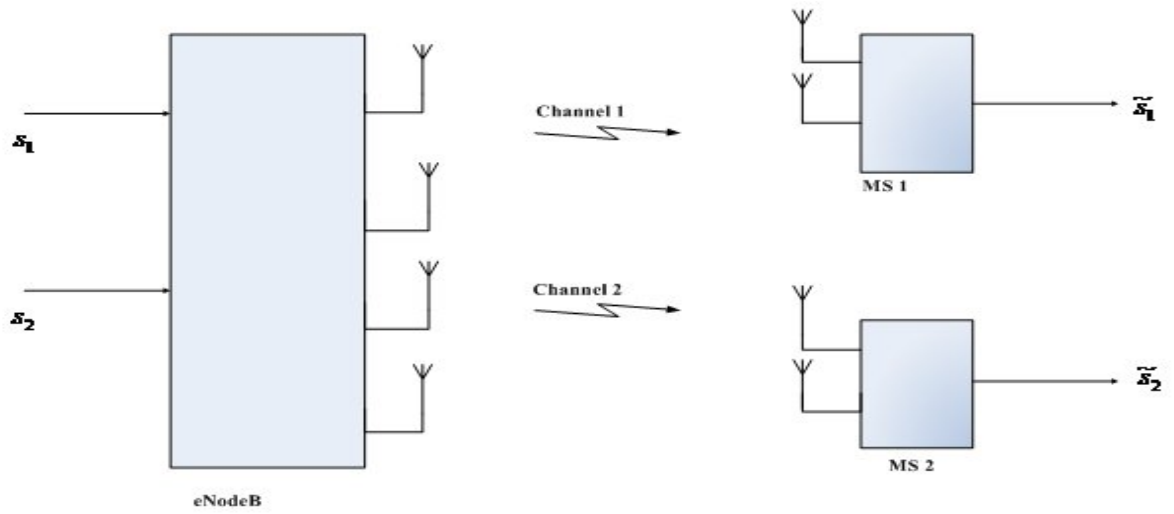 s₁
s₂
eNodeB
Channel 1
Channel 2
MS 1
s̃₁
MS 2
s̃₂